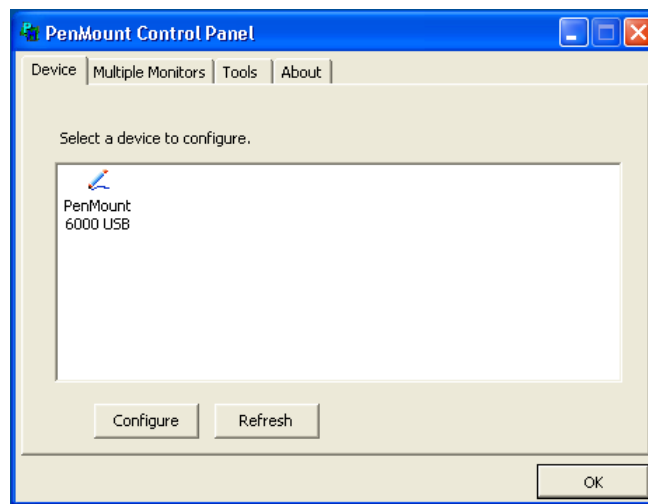 PenMount Control Panel
Device Multiple Monitors Tools About
Select a device to configure.
PenMount
6000 USB
Configure Refresh
OK